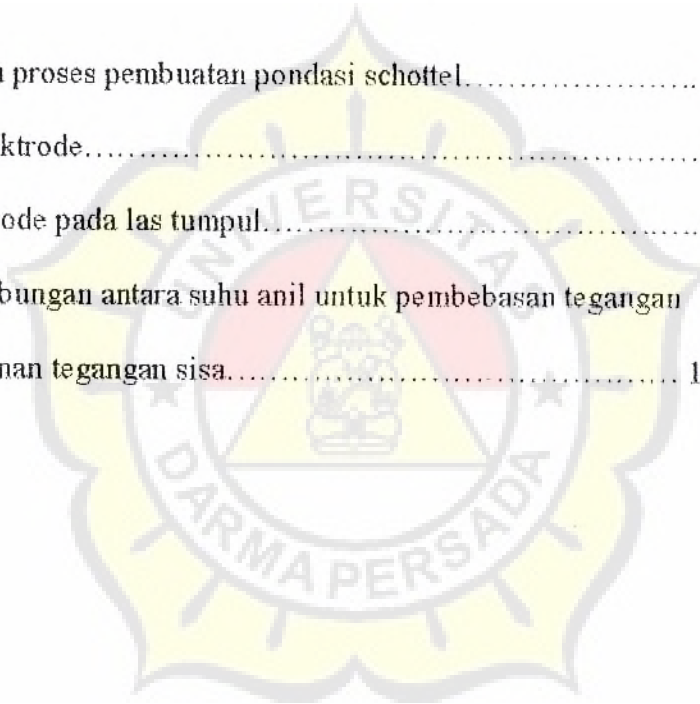 proses pembuatan pondasi schottel
ktrode
ode pada las tumpul
bungan antara suhu anil untuk pembebasan tegangan
nan tegangan sisa 1
UNIVERSITAS
DARMA PERSADA